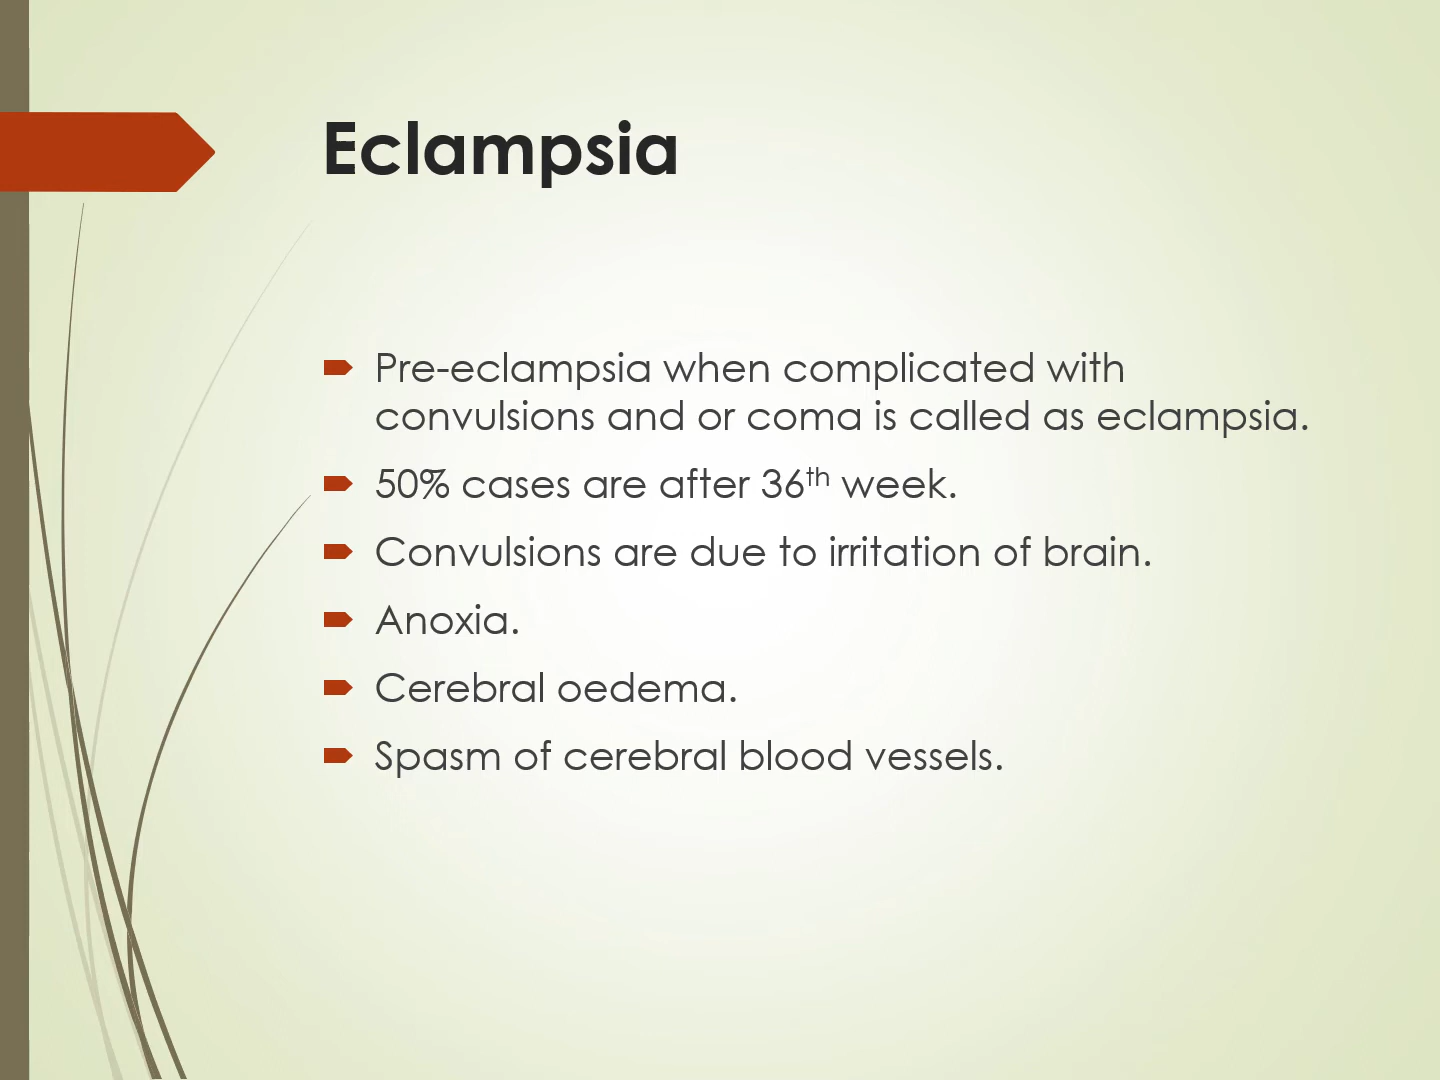 Eclampsia
Pre-eclampsia when complicated with
convulsions and or coma is called as eclampsia.
50% cases are after 36th week.
Convulsions are due to irritation of brain.
Anoxia.
Cerebral oedema.
Spasm of cerebral blood vessels.